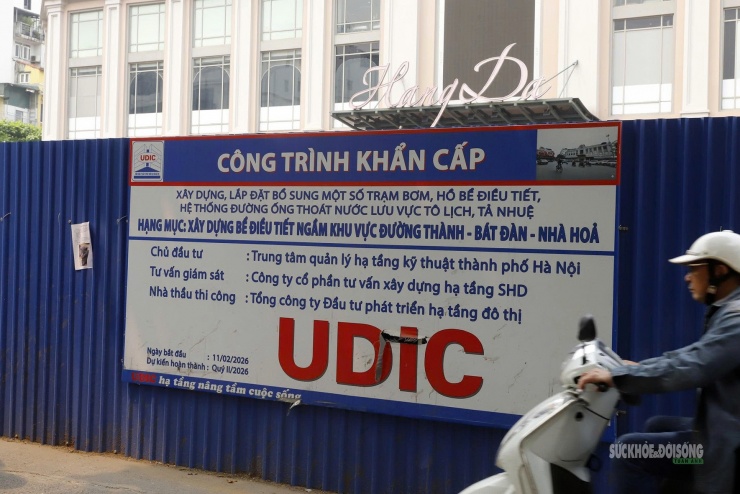 Hang Da
UDIC
CÔNG TRÌNH KHẨN CẤP
XÂY DỰNG, LẮP ĐẶT BỔ SUNG MỘT SỐ TRẠM BƠM, HỒ BỂ ĐIỀU TIẾT,
HỆ THỐNG ĐƯỜNG ỐNG THOÁT NƯỚC LƯU VỰC TÔ LỊCH, TẢ NHUỆ
HẠNG MỤC: XÂY DỰNG BỂ ĐIỀU TIẾT NGẦM KHU VỰC ĐƯỜNG THÀNH - BÁT ĐÀN - NHÀ HOẢ
Chủ đầu tư : Trung tâm quản lý hạ tầng kỹ thuật thành phố Hà Nội
Tư vấn giám sát : Công ty cổ phần tư vấn xây dựng hạ tầng SHD
Nhà thầu thi công : Tổng công ty Đầu tư phát triển hạ tầng đô thị
UDIC
Ngày bắt đầu : 11/02/2026
Dự kiến hoàn thành : Quý II/2026
hạ tầng nâng tầm cuộc sống
SỨC KHỎE & ĐỜI SỐNG
SUCKHOEDOISONG.VN